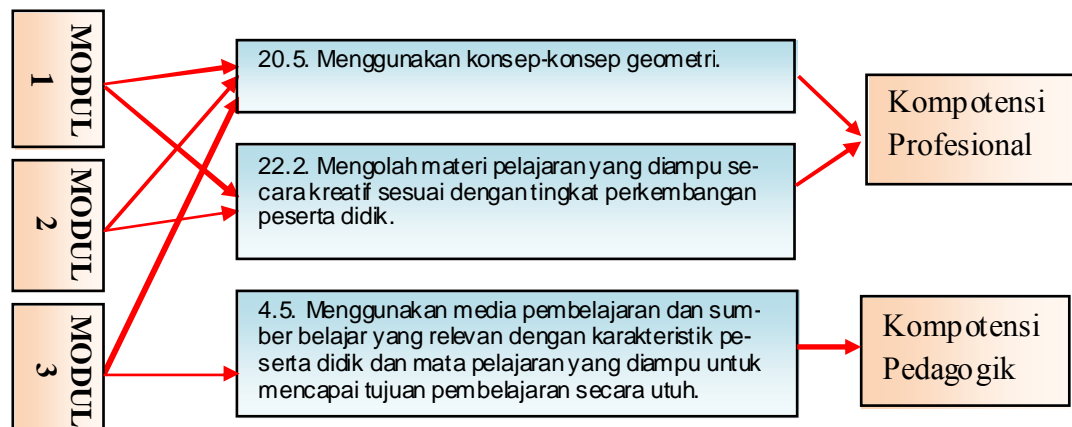 MODUL
1
20.5. Menggunakan konsep-konsep geometri.
Kompotensi
Profesional
22.2. Mengolah materi pelajaran yang diampu se-
cara kreatif sesuai dengan tingkat perkembangan
peserta didik.
MODUL
2
4.5. Menggunakan media pembelajaran dan sum-
ber belajar yang relevan dengan karakteristik pe-
serta didik dan mata pelajaran yang diampu untuk
mencapai tujuan pembelajaran secara utuh.
Kompotensi
Pedagogik
MODUL
3